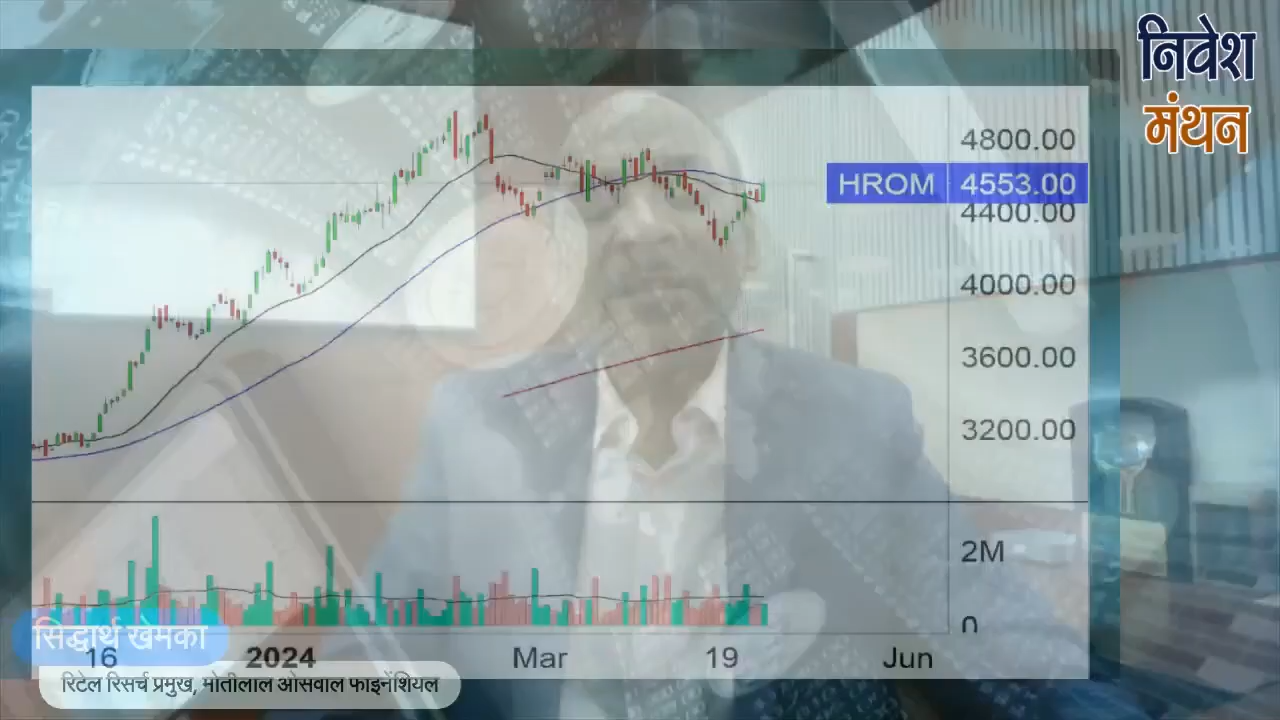 निवेश
मंथन
4800.00
HROM 4553.00
4400.00
4000.00
3600.00
3200.00
2M
0
सिद्धार्थ खेमका
16 2024 Mar 19 Jun
रिटेल रिसर्च प्रमुख, मोतीलाल ओसवाल फाइनेंशियल